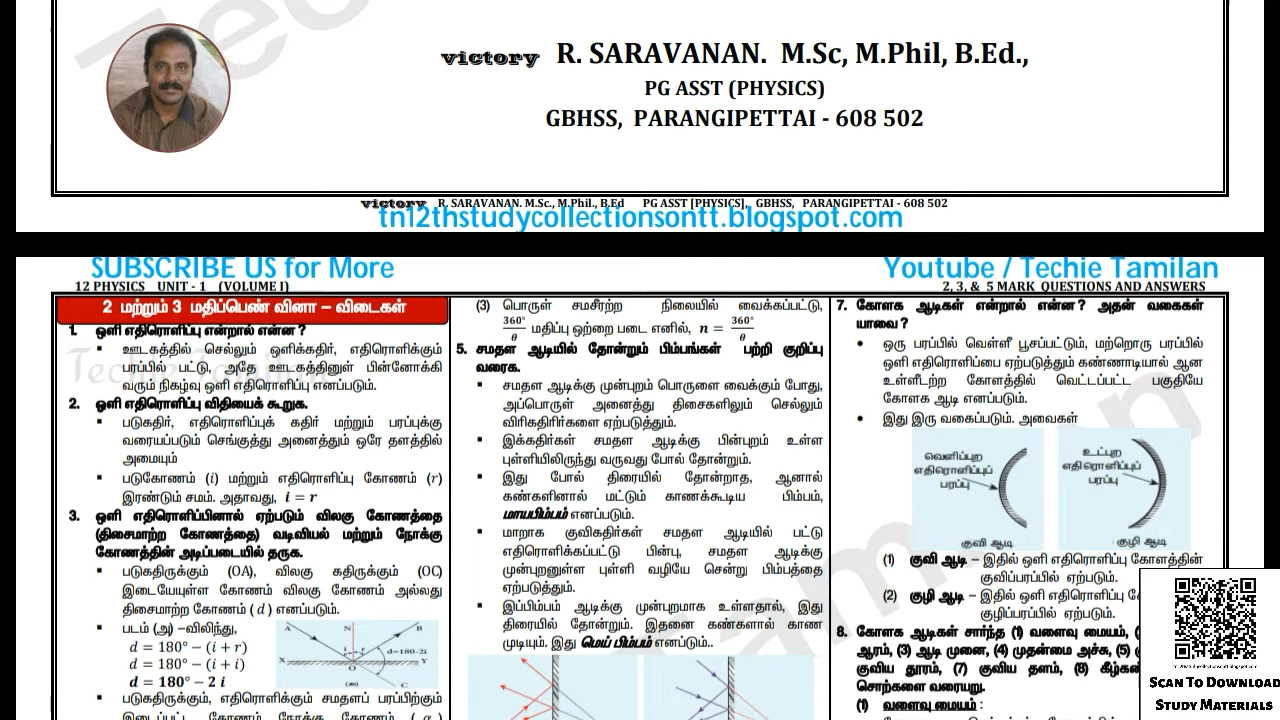 victory R. SARAVANAN. M.Sc, M.Phil, B.Ed.,
PG ASST (PHYSICS)
GBHSS, PARANGIPETTAI - 608 502
victory R. SARAVANAN. M.Sc., M.Phil., B.Ed PG ASST [PHYSICS], GBHSS, PARANGIPETTAI - 608 502
tn12thstudycollectionsontt.blogspot.com
SUBSCRIBE US for More
Youtube / Techie Tamilan
12 PHYSICS UNIT - 1 (VOLUME I)
2, 3, & 5 MARK QUESTIONS AND ANSWERS
2 மற்றும் 3 மதிப்பெண் வினா – விடைகள்
1. ஒளி எதிரொளிப்பு என்றால் என்ன ?
▪ ஊடகத்தில் செல்லும் ஒளிக்கதிர், எதிரொளிக்கும்
பரப்பில் பட்டு, அதே ஊடகத்தினுள் பின்னோக்கி
வரும் நிகழ்வு ஒளி எதிரொளிப்பு எனப்படும்.
2. ஒளி எதிரொளிப்பு விதியைக் கூறுக.
▪ படுகதிர், எதிரொளிப்புக் கதிர் மற்றும் பரப்புக்கு
வரையப்படும் செங்குத்து அனைத்தும் ஒரே தளத்தில்
அமையும்
▪ படுகோணம் (i) மற்றும் எதிரொளிப்பு கோணம் (r)
இரண்டும் சமம். அதாவது, i = r
3. ஒளி எதிரொளிப்பினால் ஏற்படும் விலகு கோணத்தை
(திசைமாற்ற கோணத்தை) வடிவியல் மற்றும் நோக்கு
கோணத்தின் அடிப்படையில் தருக.
▪ படுகதிருக்கும் (OA), விலகு கதிருக்கும் (OC)
இடையேயுள்ள கோணம் விலகு கோணம் அல்லது
திசைமாற்ற கோணம் ( d ) எனப்படும்.
▪ படம் (அ) –விலிந்து,
d = 180° − (i + r)
d = 180° − (i + i)
d = 180° − 2 i
A N B
i r d=180-2i
X O Y
(அ) C
▪ படுகதிருக்கும், எதிரொளிக்கும் சமதளப் பரப்பிற்கும்
இடைப்பட்ட கோணம் நோக்கு கோணம் ( α )
(3) பொருள் சமசீரற்ற நிலையில் வைக்கப்பட்டு,
360°/θ மதிப்பு ஒற்றை படை எனில், n = 360°/θ
5. சமதள ஆடியில் தோன்றும் பிம்பங்கள் பற்றி குறிப்பு
வரைக.
▪ சமதள ஆடிக்கு முன்புறம் பொருளை வைக்கும் போது,
அப்பொருள் அனைத்து திசைகளிலும் செல்லும்
விரிகதிர்களை ஏற்படுத்தும்.
▪ இக்கதிர்கள் சமதள ஆடிக்கு பின்புறம் உள்ள
புள்ளியிலிருந்து வருவது போல் தோன்றும்.
▪ இது போல் திரையில் தோன்றாத, ஆனால்
கண்களினால் மட்டும் காணக்கூடிய பிம்பம்,
மாயபிம்பம் எனப்படும்.
▪ மாறாக குவிகதிர்கள் சமதள ஆடியில் பட்டு
எதிரொளிக்கப்பட்டு பின்பு, சமதள ஆடிக்கு
முன்புறனுள்ள புள்ளி வழியே சென்று பிம்பத்தை
ஏற்படுத்தும்.
▪ இப்பிம்பம் ஆடிக்கு முன்புறமாக உள்ளதால், இது
திரையில் தோன்றும். இதனை கண்களால் காண
முடியும். இது மெய் பிம்பம் எனப்படும்..
7. கோளக ஆடிகள் என்றால் என்ன ? அதன் வகைகள்
யாவை ?
• ஒரு பரப்பில் வெள்ளீ பூசப்பட்டும், மற்றொரு பரப்பில்
ஒளி எதிரொளிப்பை ஏற்படுத்தும் கண்ணாடியால் ஆன
உள்ளீடற்ற கோளத்தில் வெட்டப்பட்ட பகுதியே
கோளக ஆடி எனப்படும்.
• இது இரு வகைப்படும். அவைகள்
வெளிப்புற
எதிரொளிப்புப்
பரப்பு
குவி ஆடி
உட்புற
எதிரொளிப்புப்
பரப்பு
குழி ஆடி
(1) குவி ஆடி – இதில் ஒளி எதிரொளிப்பு கோளத்தின்
குவிப்பரப்பில் ஏற்படும்.
(2) குழி ஆடி – இதில் ஒளி எதிரொளிப்பு
குழிப்பரப்பில் ஏற்படும்.
8. கோளக ஆடிகள் சார்ந்த (1) வளைவு மையம்,
ஆரம், (3) ஆடி முனை, (4) முதன்மை அச்சு, (5)
குவிய தூரம், (7) குவிய தளம், (8)
சொற்களை வரையறு.
(1) வளைவு மையம் :
SCAN TO DOWNLOAD
STUDY MATERIALS